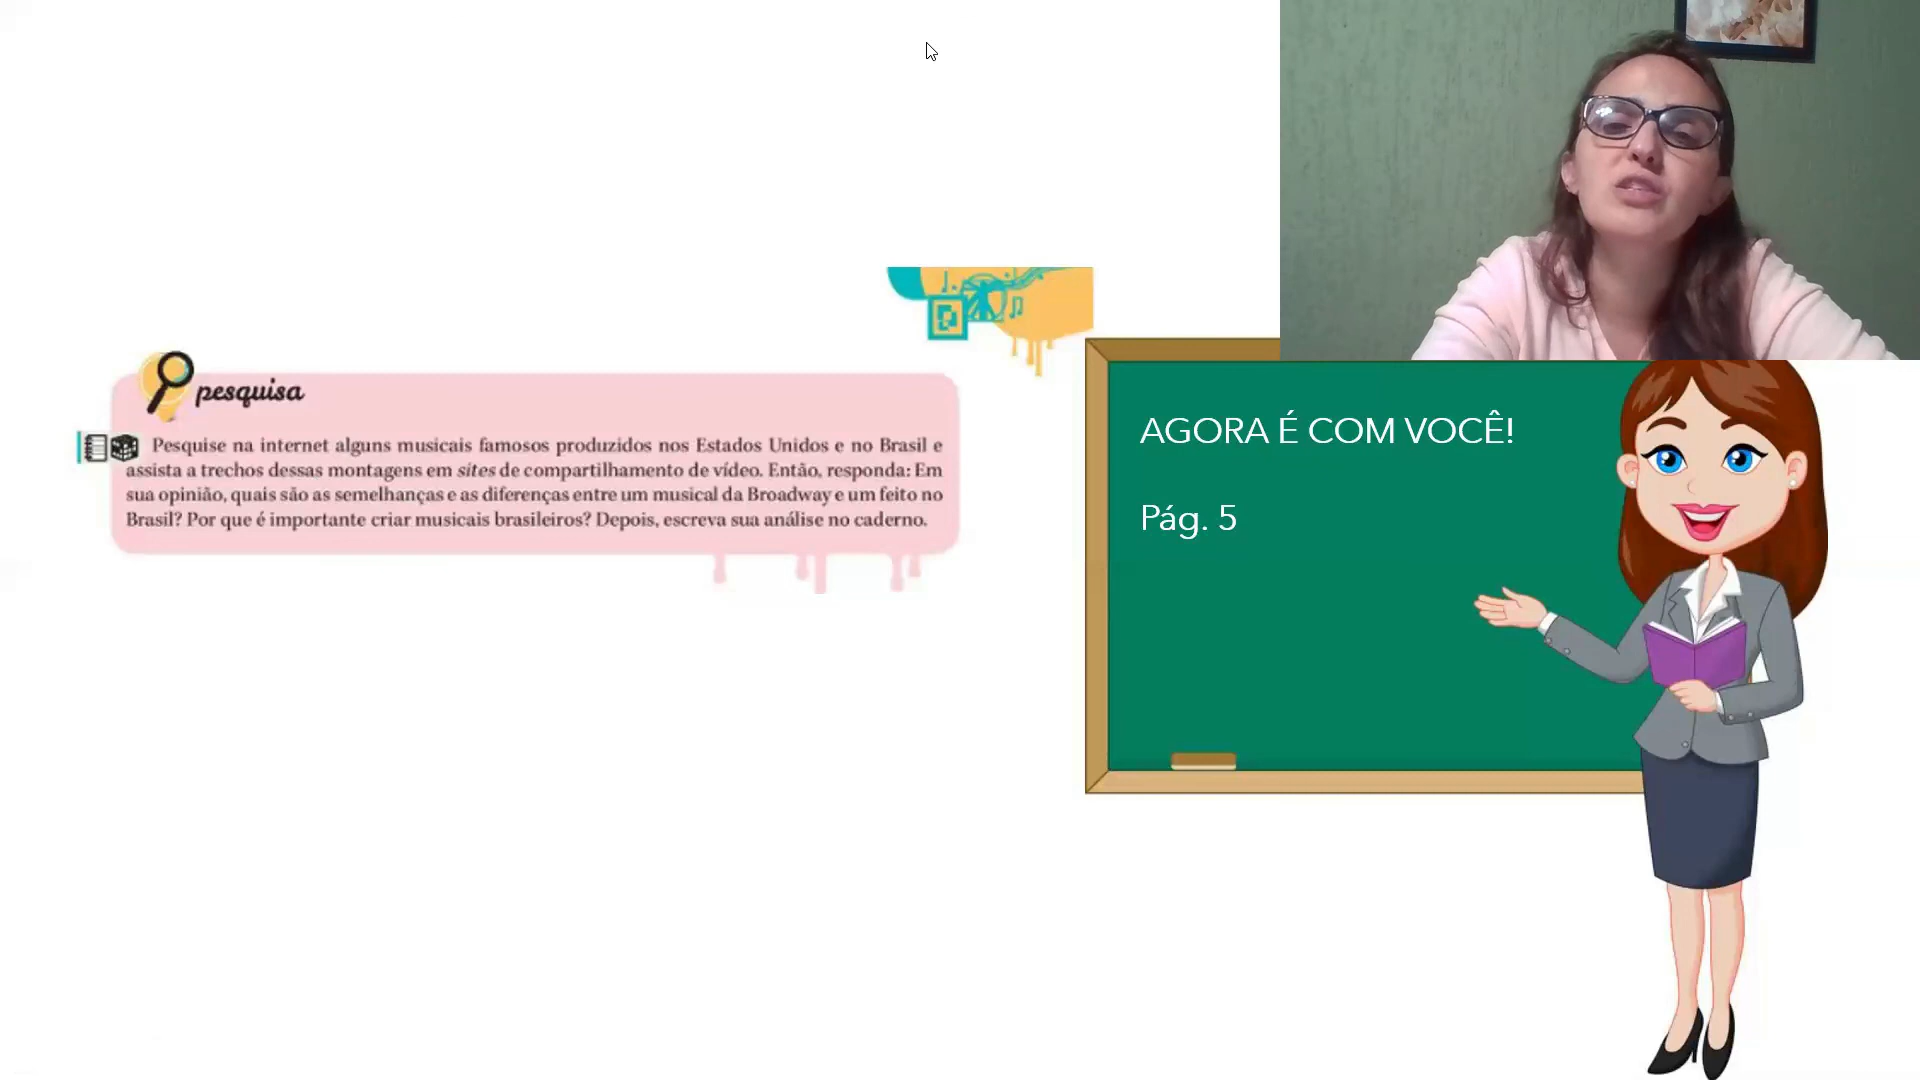 pesquisa
Pesquise na internet alguns musicais famosos produzidos nos Estados Unidos e no Brasil e
assista a trechos dessas montagens em sites de compartilhamento de vídeo. Então, responda: Em
sua opinião, quais são as semelhanças e as diferenças entre um musical da Broadway e um feito no
Brasil? Por que é importante criar musicais brasileiros? Depois, escreva sua análise no caderno.
AGORA É COM VOCÊ!
Pág. 5